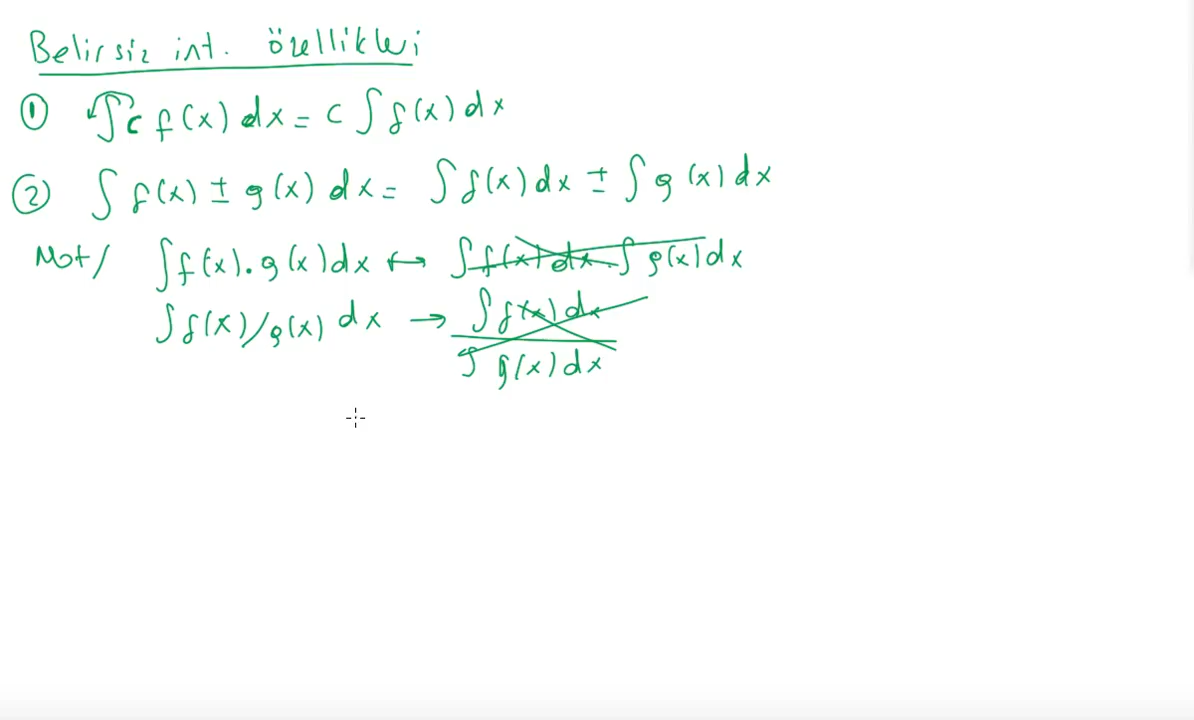 Belirsiz int. özellikleri
① ∫c f(x) dx = c ∫ f(x) dx
② ∫ f(x) ± g(x) dx = ∫ f(x) dx ± ∫ g(x) dx
Not/ ∫ f(x) . g(x) dx ↔ ∫ f(x) dx . ∫ g(x) dx
∫ f(x)/g(x) dx → ∫ f(x) dx
∫ g(x) dx